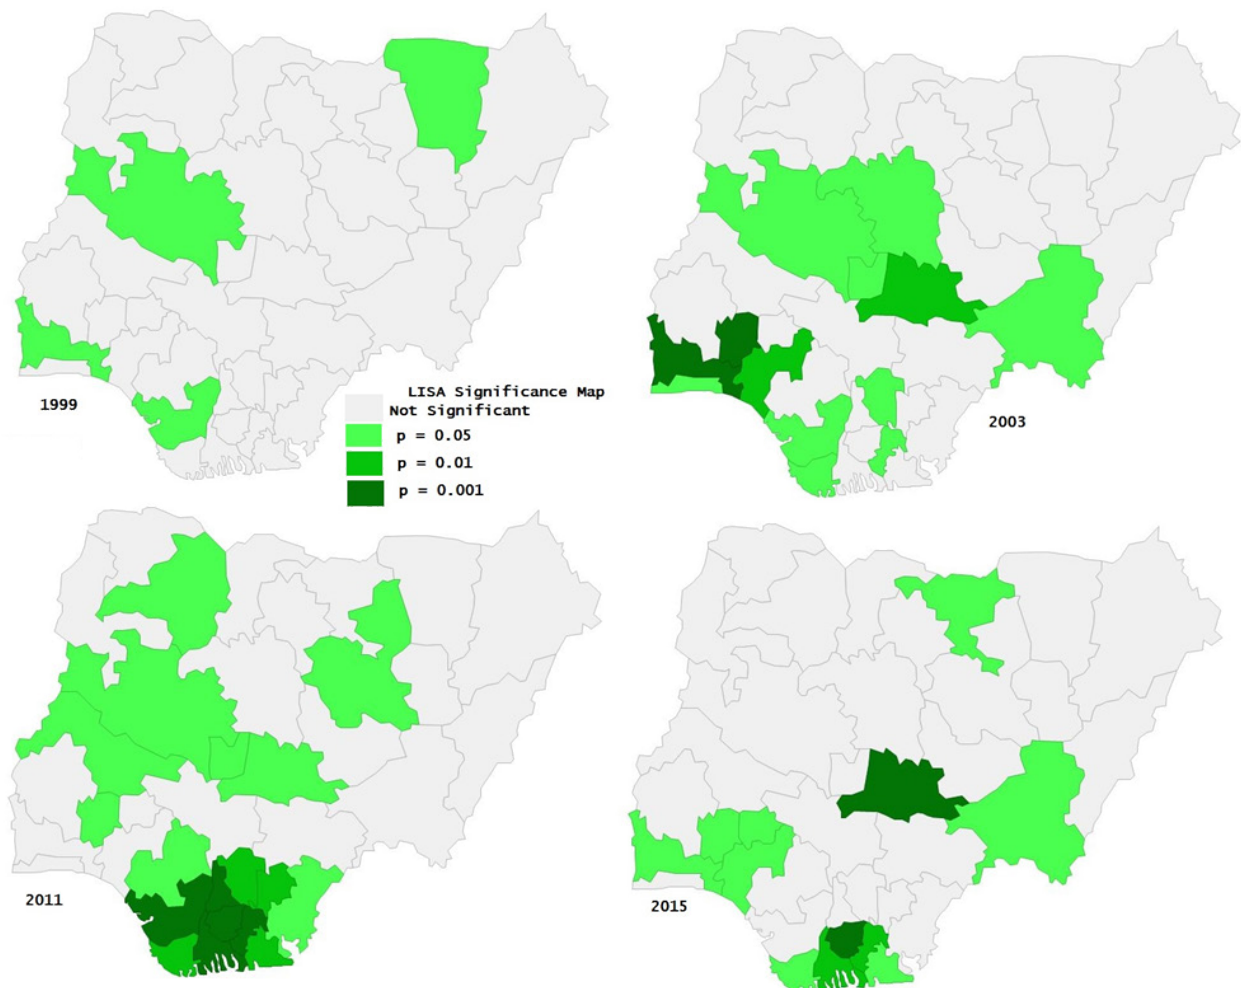 1999
LISA Significance Map
Not Significant
p = 0.05
p = 0.01
p = 0.001
2003
2011
2015